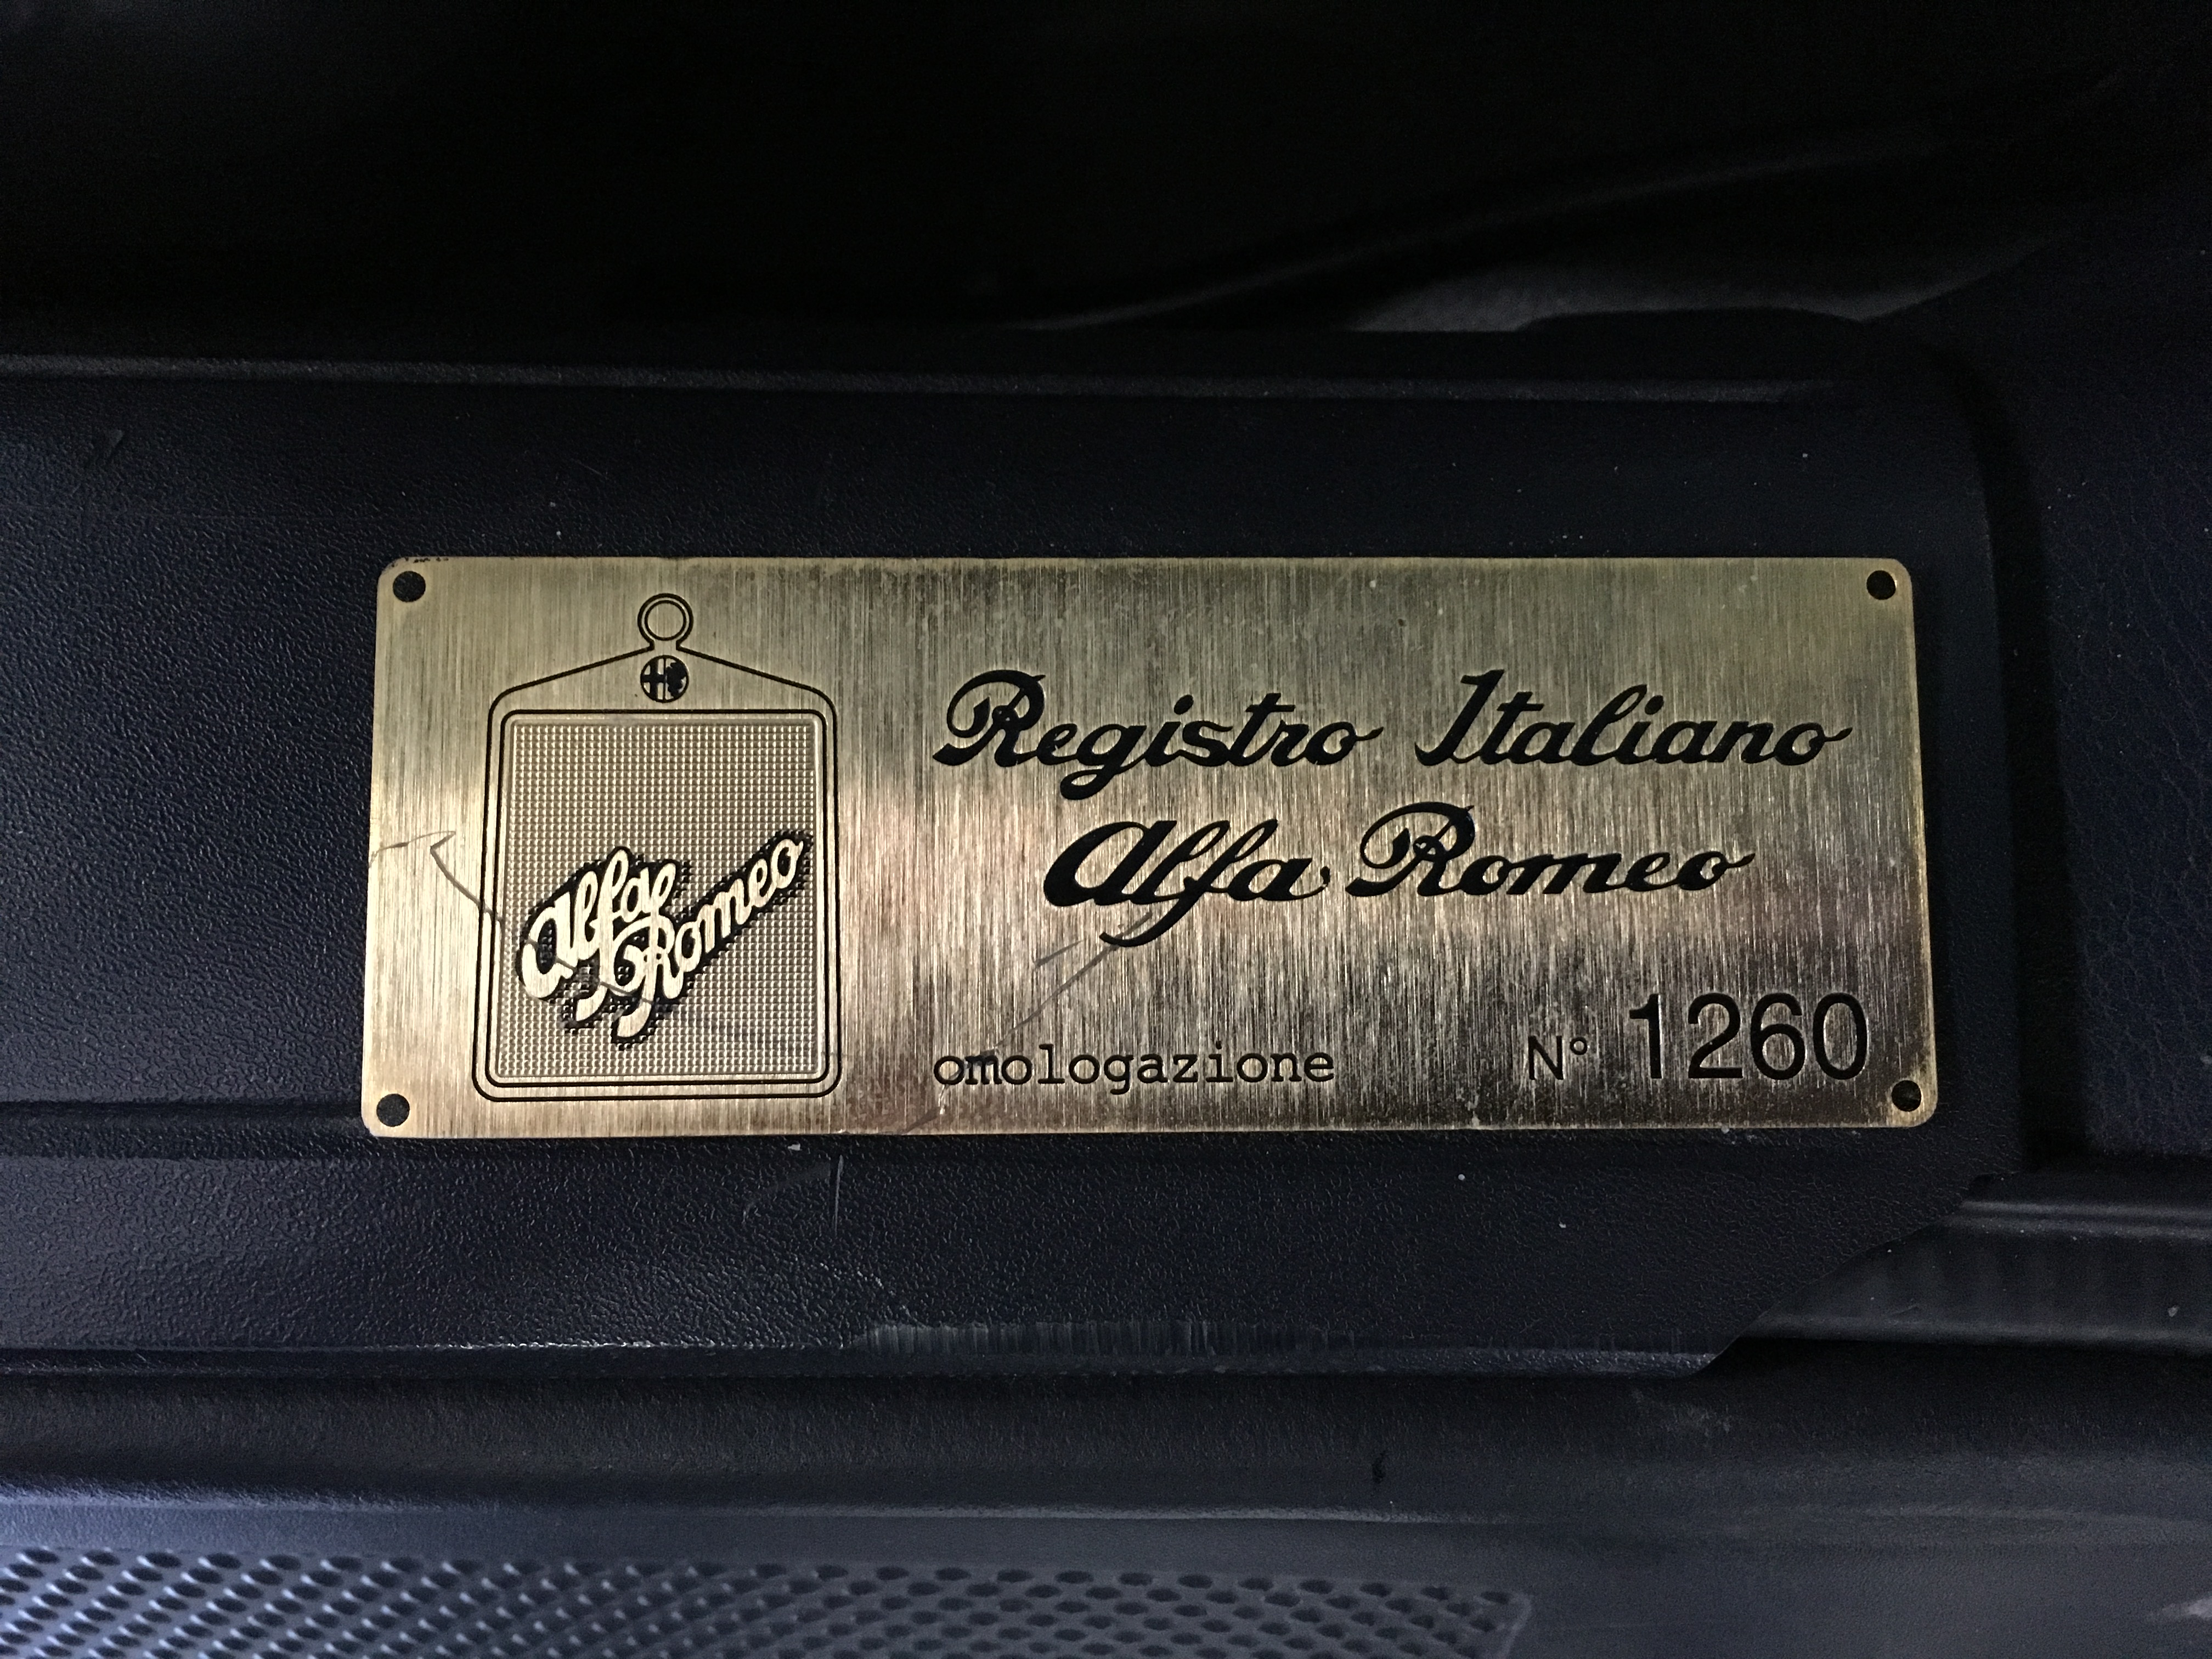 Alfa
Romeo
Registro Italiano
Alfa Romeo
omologazione N° 1260